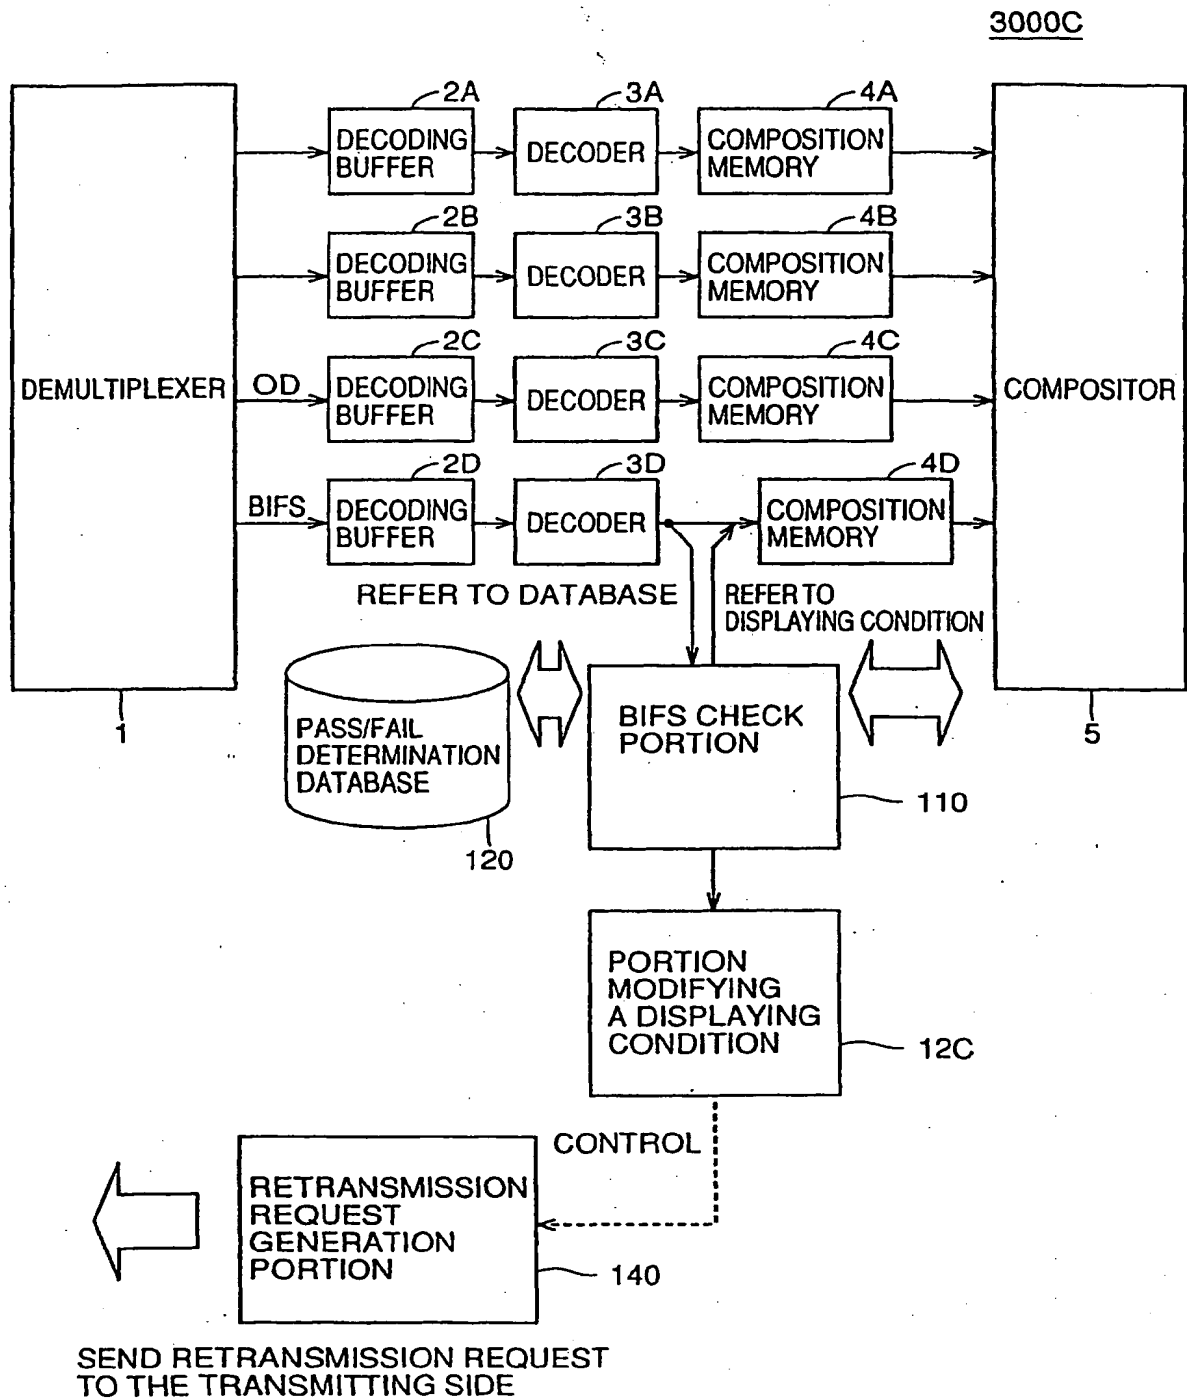 3000C
2A
3A
4A
DECODING
BUFFER
DECODER
COMPOSITION
MEMORY
2B
3B
4B
DECODING
BUFFER
DECODER
COMPOSITION
MEMORY
2C
3C
4C
DEMULTIPLEXER
OD
DECODING
BUFFER
DECODER
COMPOSITION
MEMORY
COMPOSITOR
2D
3D
4D
BIFS
DECODING
BUFFER
DECODER
COMPOSITION
MEMORY
REFER TO DATABASE
REFER TO
DISPLAYING CONDITION
1
5
PASS/FAIL
DETERMINATION
DATABASE
BIFS CHECK
PORTION
110
120
PORTION
MODIFYING
A DISPLAYING
CONDITION
12C
CONTROL
RETRANSMISSION
REQUEST
GENERATION
PORTION
140
SEND RETRANSMISSION REQUEST
TO THE TRANSMITTING SIDE